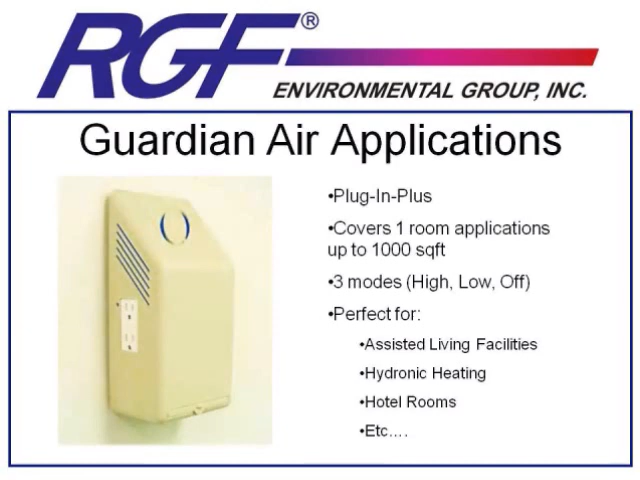 RGF®
ENVIRONMENTAL GROUP, INC.
Guardian Air Applications
•Plug-In-Plus
•Covers 1 room applications
up to 1000 sqft
•3 modes (High, Low, Off)
•Perfect for:
•Assisted Living Facilities
•Hydronic Heating
•Hotel Rooms
•Etc….